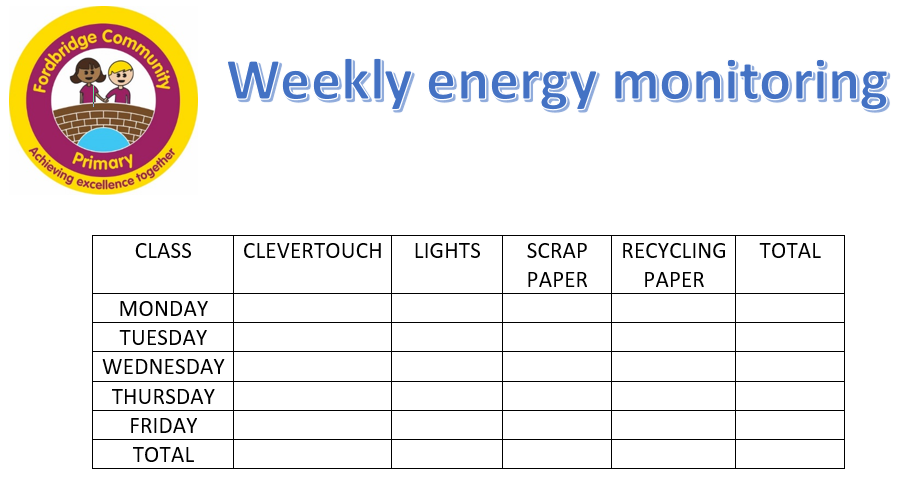 Fordbridge Community
Primary
Achieving excellence together
Weekly energy monitoring
CLASS CLEVERTOUCH LIGHTS SCRAP PAPER RECYCLING PAPER TOTAL
MONDAY
TUESDAY
WEDNESDAY
THURSDAY
FRIDAY
TOTAL